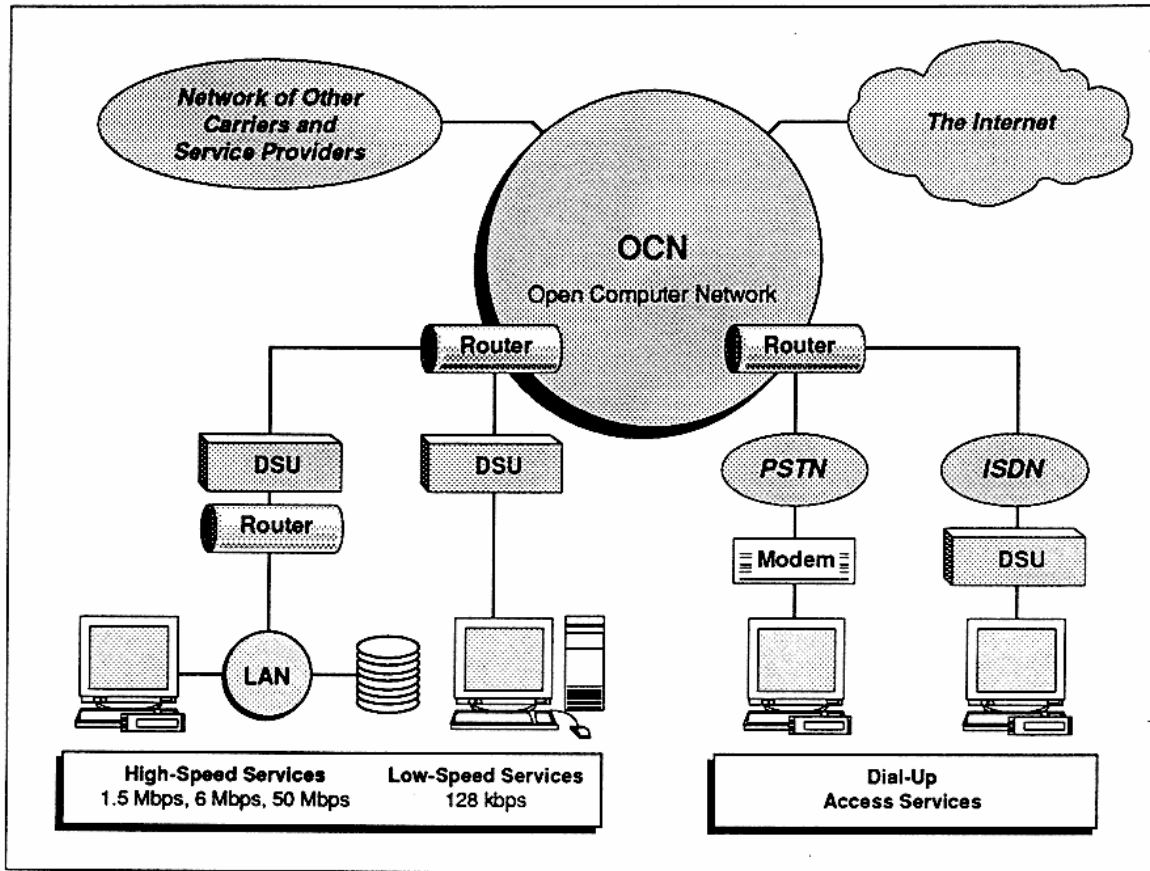 Network of Other
Carriers and
Service Providers
The Internet
OCN
Open Computer Network
Router
Router
DSU
DSU
PSTN
ISDN
Router
Modem
DSU
LAN
High-Speed Services
1.5 Mbps, 6 Mbps, 50 Mbps
Low-Speed Services
128 kbps
Dial-Up
Access Services